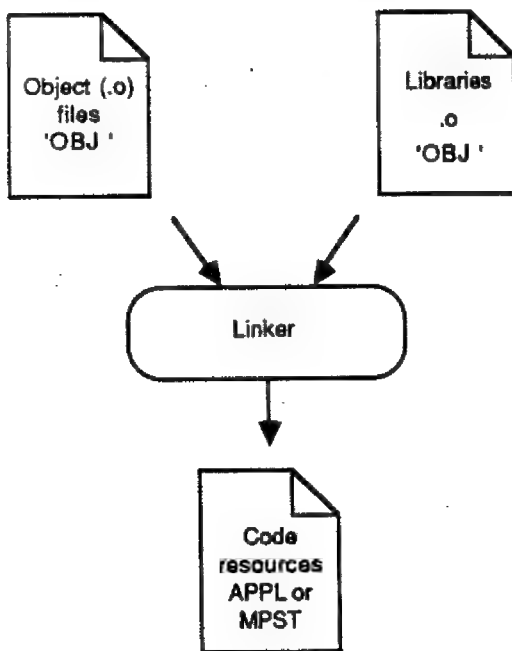 Object (.o)
files
'OBJ '
Libraries
.o
'OBJ '
Linker
Code
resources
APPL or
MPST